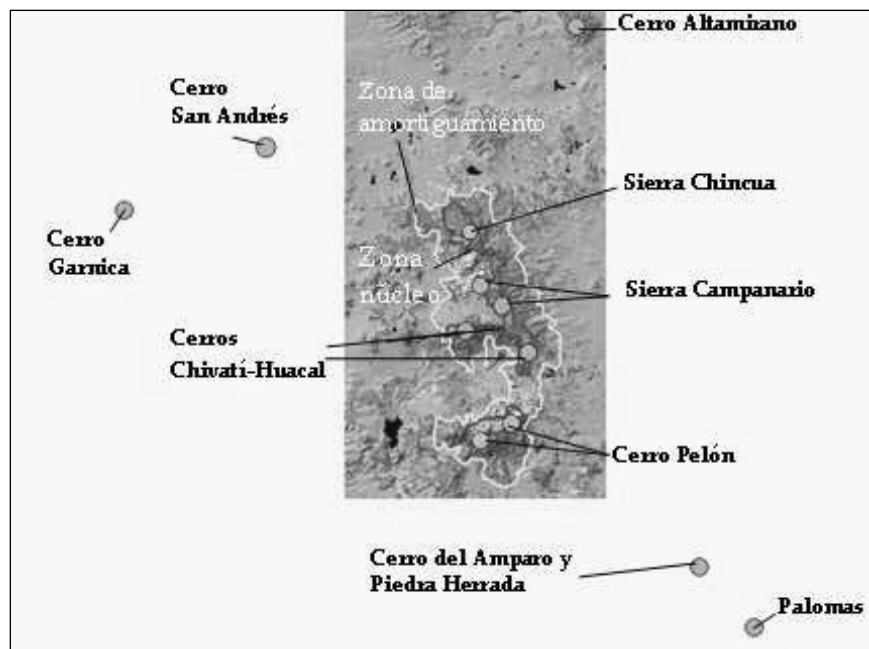 Cerro Altamirano
Cerro
San Andrés
Zona de
amortiguamiento
Sierra Chincua
Cerro
Garnica
Zona
núcleo
Sierra Campanario
Cerros
Chivatí-Huacal
Cerro Pelón
Cerro del Amparo y
Piedra Herrada
Palomas